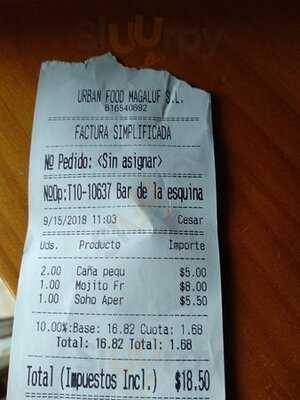 sluurpy
URBAN FOOD MAGALUF S.L.
B16540692
FACTURA SIMPLIFICADA
Nº Pedido: <Sin asignar>
NºOp:T10-10637 Bar de la esquina
9/15/2018 11:03 Cesar
Uds. Producto Importe
2.00 Caña pequ $5.00
1.00 Mojito Fr $8.00
1.00 Soho Aper $5.50
10.00%:Base: 16.82 Cuota: 1.68
Total: 16.82 Total: 1.68
Total (Impuestos Incl.) $18.50